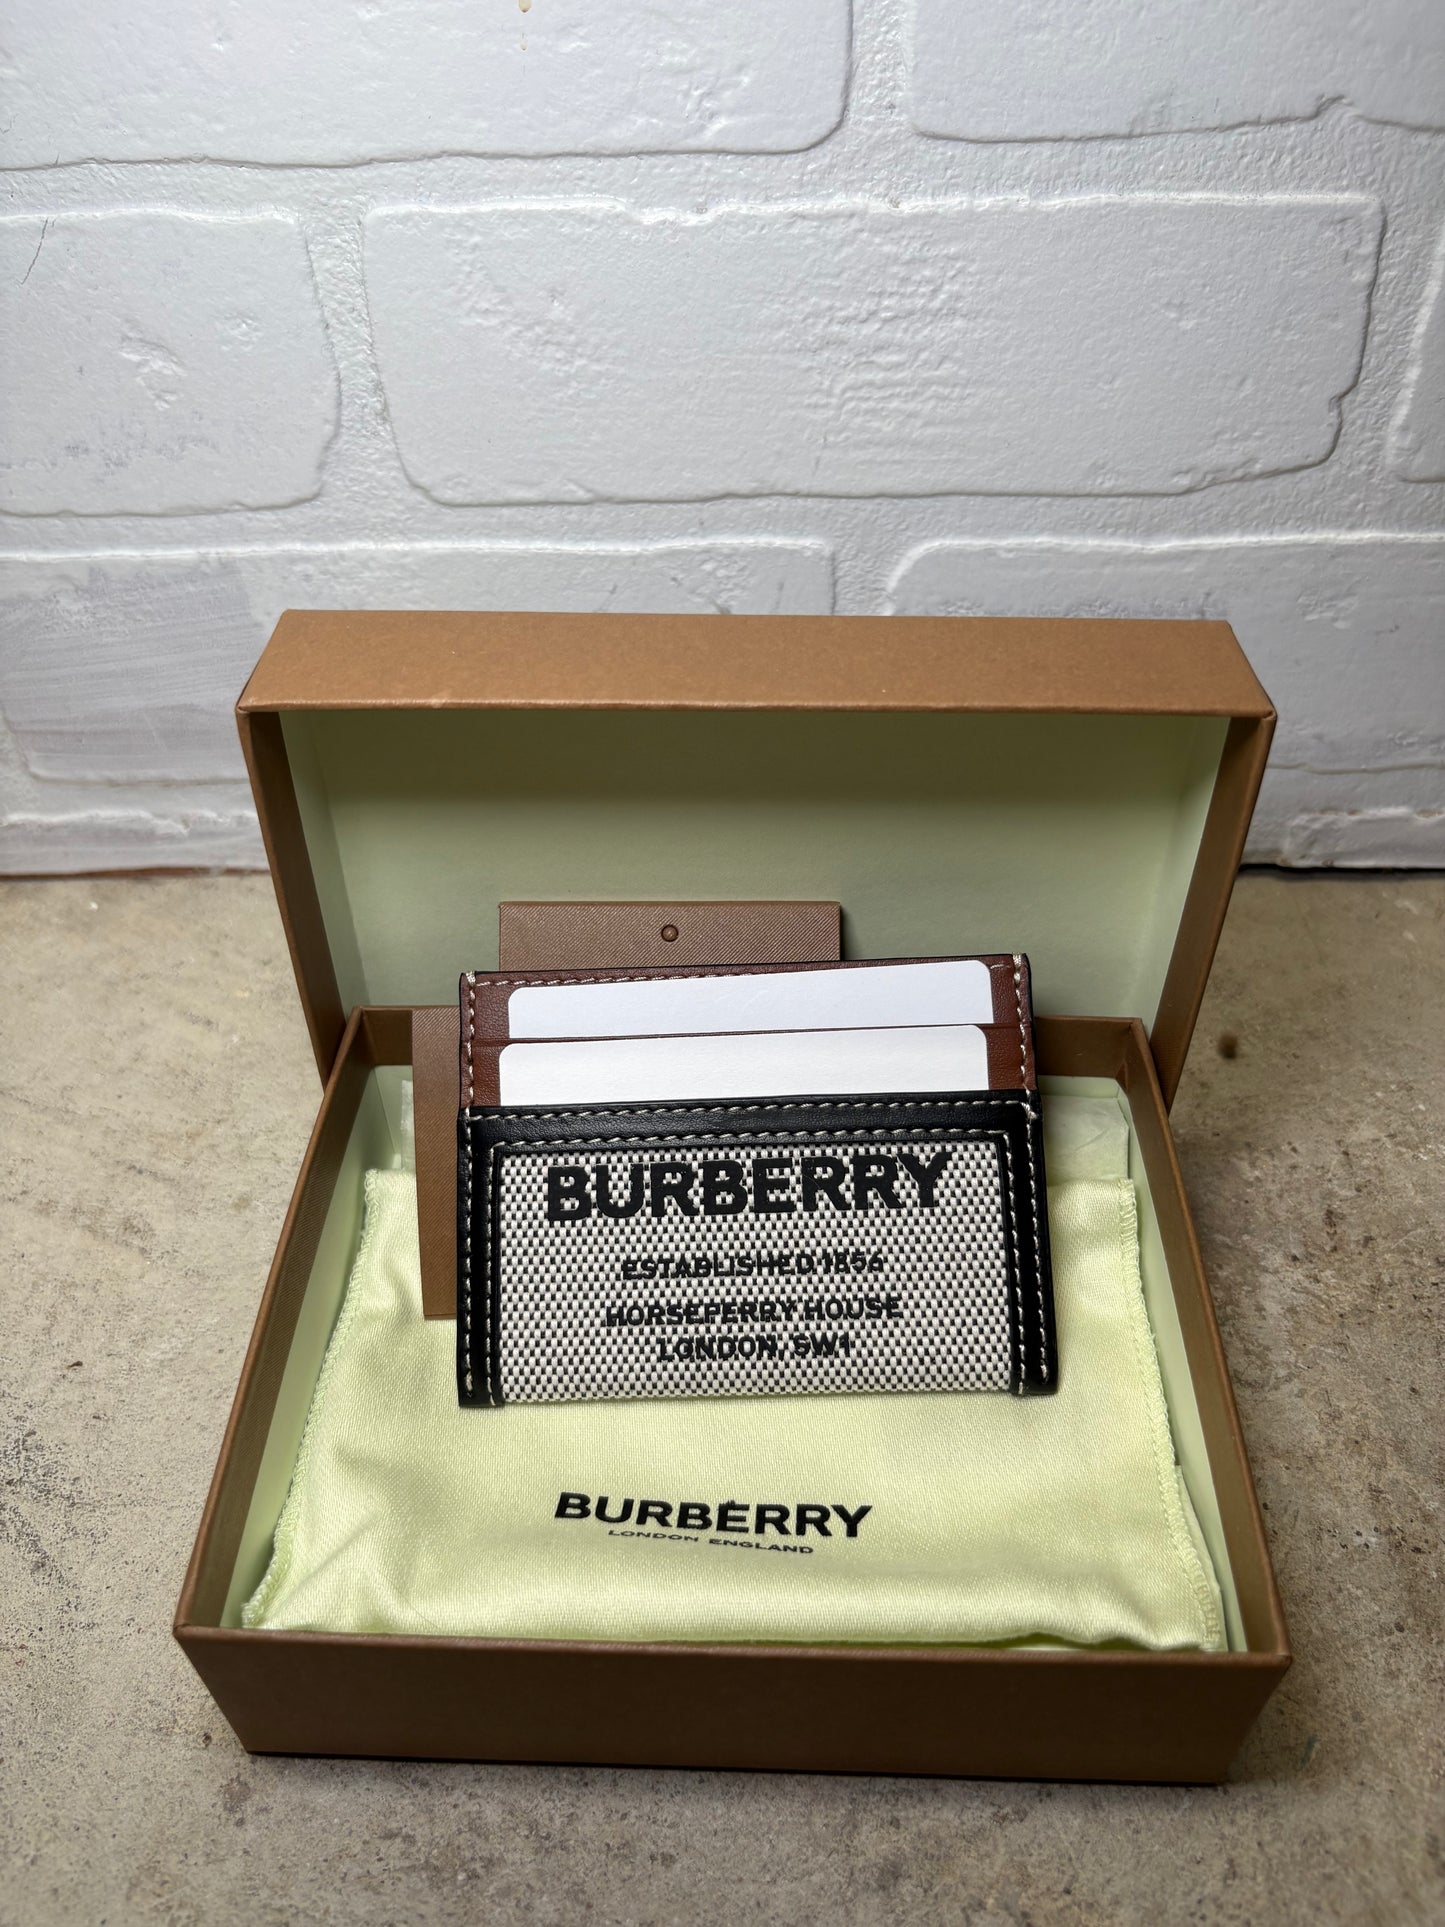 BURBERRY
ESTABLISHED 1856
HORSEFERRY HOUSE
LONDON, SW1
BURBERRY
LONDON ENGLAND